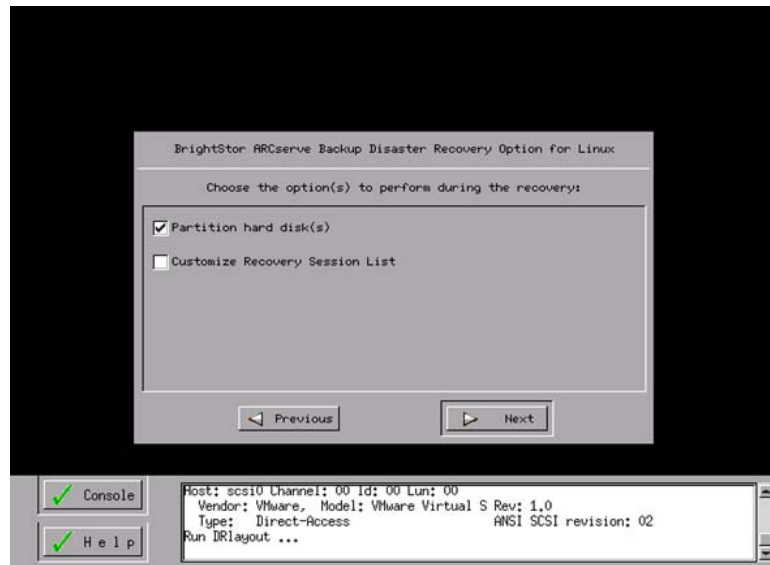 BrightStor ARCserve Backup Disaster Recovery Option for Linux
Choose the option(s) to perform during the recovery:
Partition hard disk(s)
Customize Recovery Session List
Previous
Next
Console
Help
Host: scsi0 Channel: 00 Id: 00 Lun: 00
Vendor: VMware, Model: VMware Virtual S Rev: 1.0
Type: Direct-Access ANSI SCSI revision: 02
Run DRlayout ...